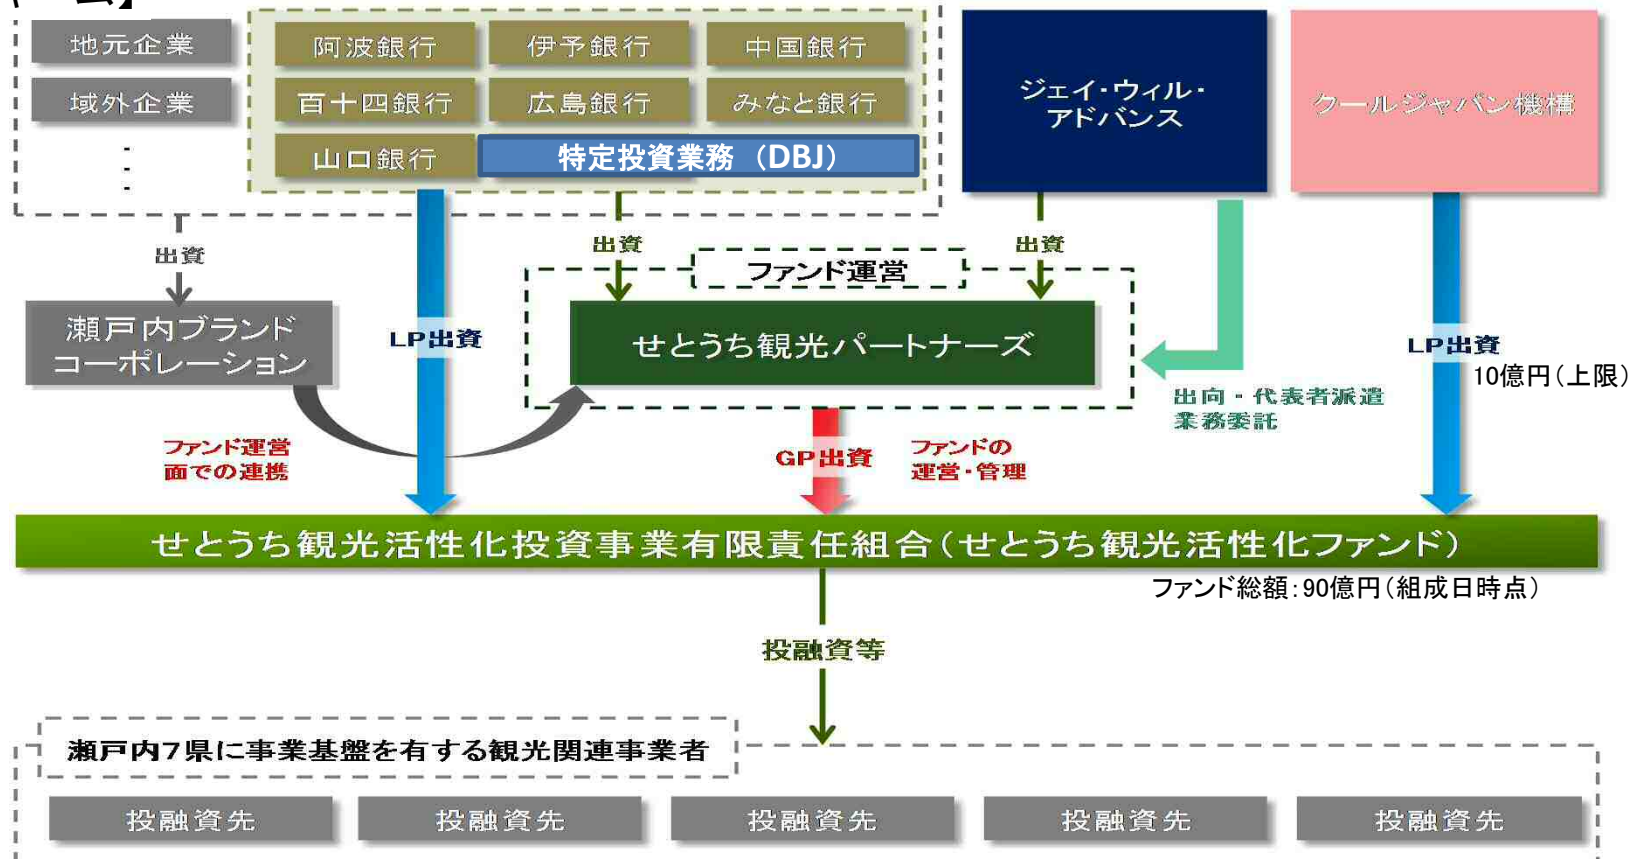 ーム】
地元企業
域外企業
阿波銀行 伊予銀行 中国銀行
百十四銀行 広島銀行 みなと銀行
山口銀行 特定投資業務（DBJ）
ジェイ・ウィル・
アドバンス
クールジャパン機構
出資
出資
出資
ファンド運営
瀬戸内ブランド
コーポレーション
LP出資
せとうち観光パートナーズ
LP出資
10億円（上限）
出向・代表者派遣
業務委託
ファンド運営
面での連携
GP出資
ファンドの
運営・管理
せとうち観光活性化投資事業有限責任組合（せとうち観光活性化ファンド）
ファンド総額：90億円（組成日時点）
投融資等
瀬戸内7県に事業基盤を有する観光関連事業者
投融資先 投融資先 投融資先 投融資先 投融資先